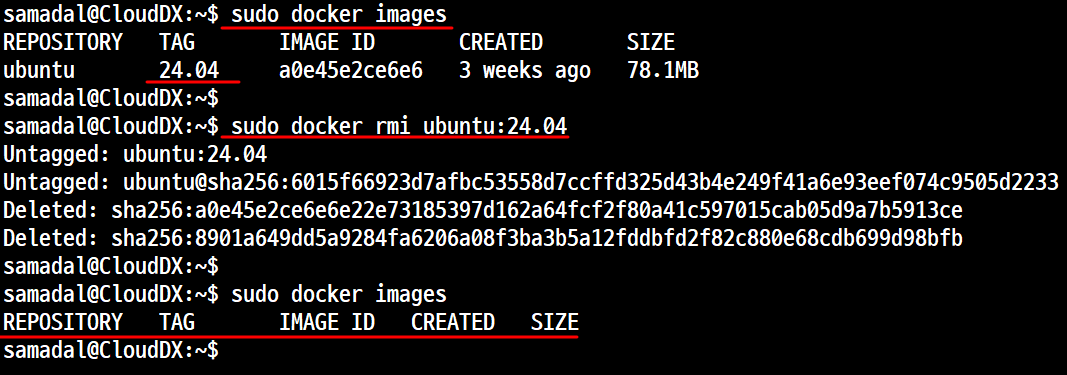 samadal@CloudDX:~$ sudo docker images
REPOSITORY   TAG       IMAGE ID       CREATED       SIZE
ubuntu       24.04     a0e45e2ce6e6   3 weeks ago   78.1MB
samadal@CloudDX:~$
samadal@CloudDX:~$ sudo docker rmi ubuntu:24.04
Untagged: ubuntu:24.04
Untagged: ubuntu@sha256:6015f66923d7afbc53558d7ccffd325d43b4e249f41a6e93eef074c9505d2233
Deleted: sha256:a0e45e2ce6e6e22e73185397d162a64fcf2f80a41c597015cab05d9a7b5913ce
Deleted: sha256:8901a649dd5a9284fa6206a08f3ba3b5a12fddbfd2f82c880e68cdb699d98bfb
samadal@CloudDX:~$
samadal@CloudDX:~$ sudo docker images
REPOSITORY   TAG       IMAGE ID   CREATED   SIZE
samadal@CloudDX:~$